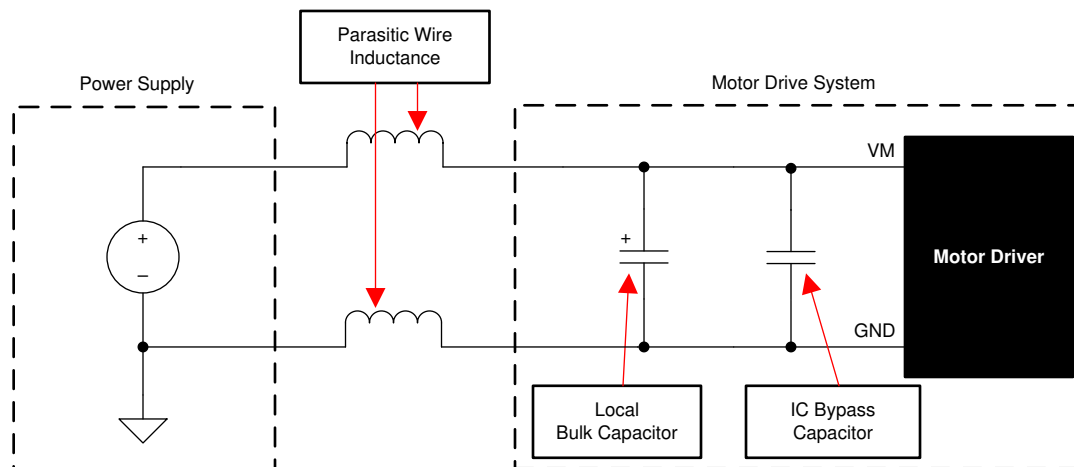 Parasitic Wire
Inductance
Power Supply
Motor Drive System
VM
+
–
+
Motor Driver
GND
Local
Bulk Capacitor
IC Bypass
Capacitor